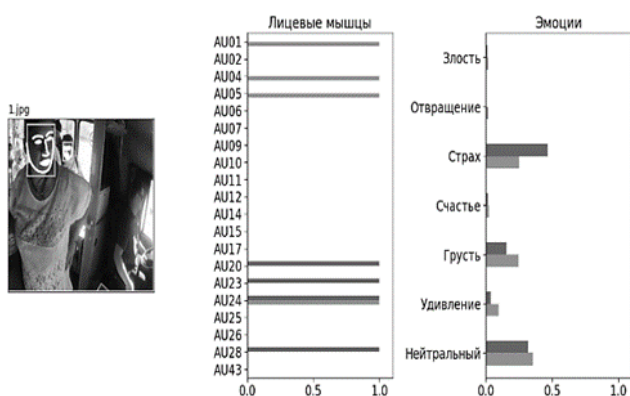 Лицевые мышцы
Эмоции
1.jpg
AU01
AU02
AU04
AU05
AU06
AU07
AU09
AU10
AU11
AU12
AU14
AU15
AU17
AU20
AU23
AU24
AU25
AU26
AU28
AU43
0.0 0.5 1.0
Злость
Отвращение
Страх
Счастье
Грусть
Удивление
Нейтральный
0.0 0.5 1.0